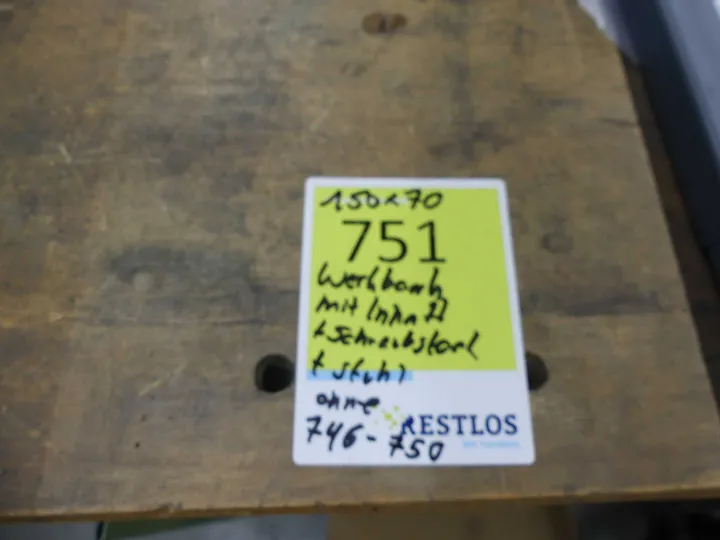 150x70
751
Werkbank
mit Inhalt
+ Schraubstock
+ Stuhl
ohne
RESTLOS
746-750